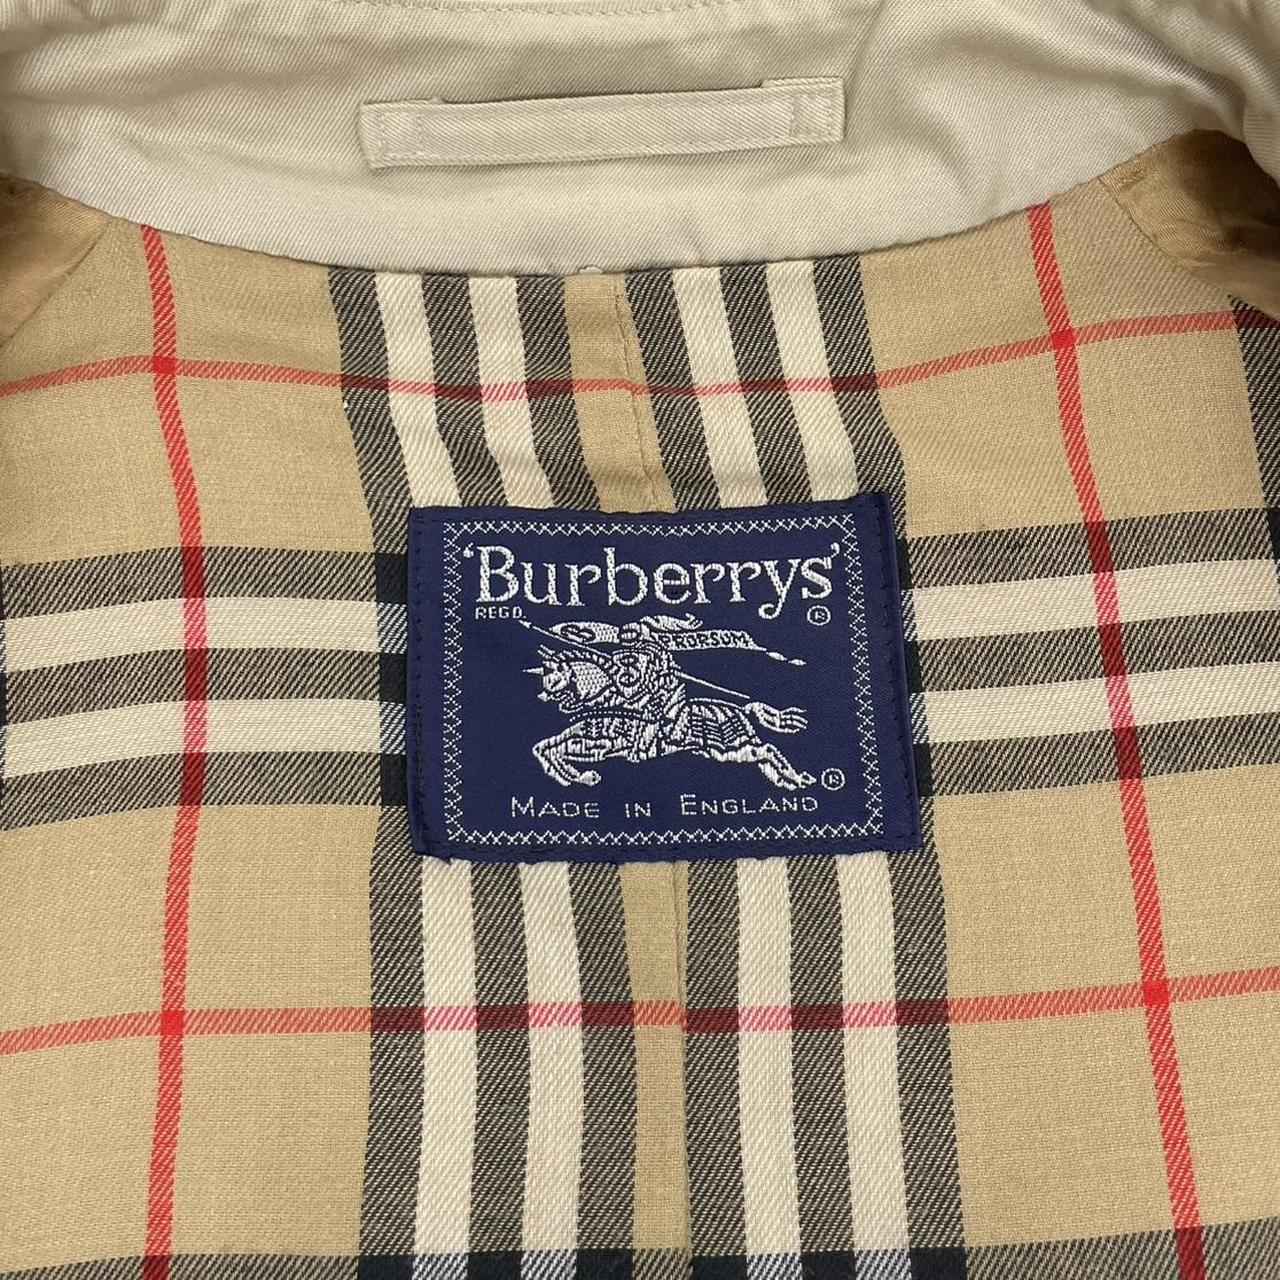 'Burberrys'
REGD. ®
PRORSUM
®
MADE IN ENGLAND